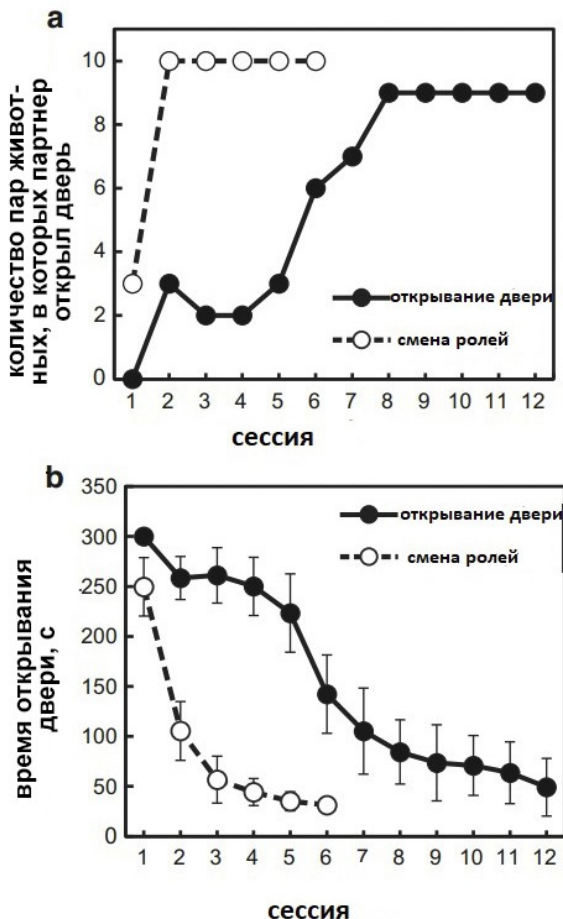 a
количество пар живот-
ных, в которых партнер
открыл дверь
10
8
6
4
2
0
открывание двери
смена ролей
1 2 3 4 5 6 7 8 9 10 11 12
сессия
b
время открывания
двери, с
350
300
250
200
150
100
50
0
открывание двери
смена ролей
1 2 3 4 5 6 7 8 9 10 11 12
сессия